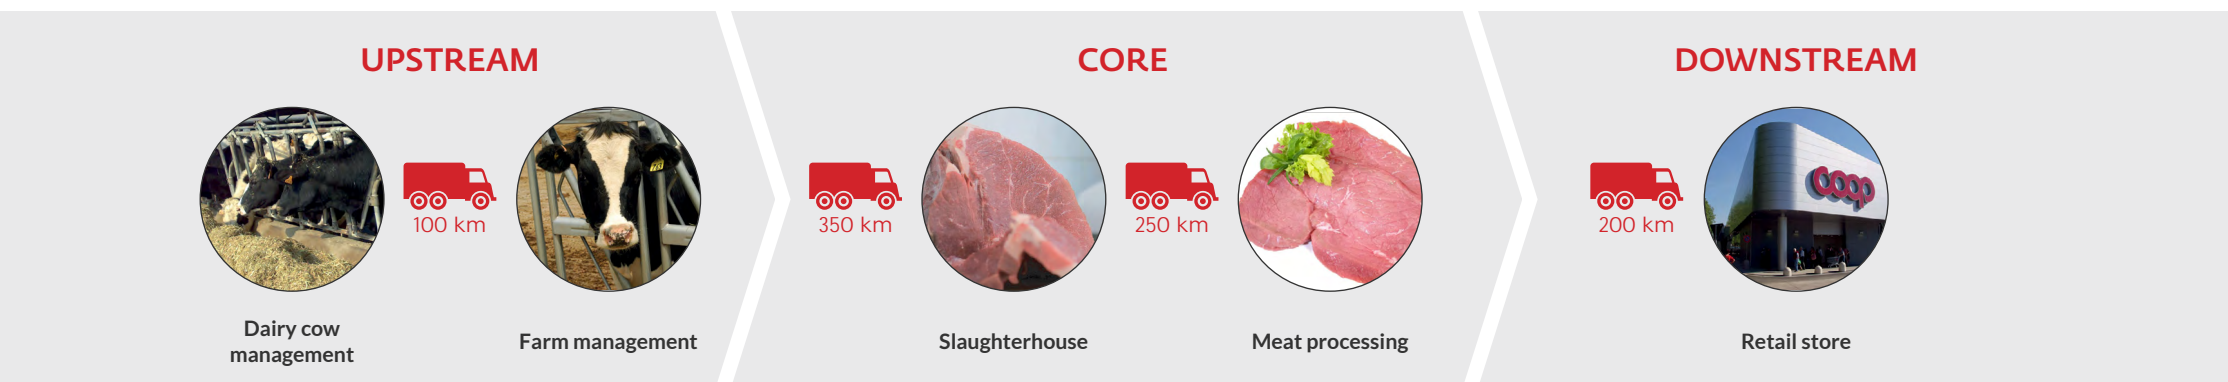 UPSTREAM
CORE
DOWNSTREAM
100 km
350 km
250 km
200 km
coop
Dairy cow
management
Farm management
Slaughterhouse
Meat processing
Retail store